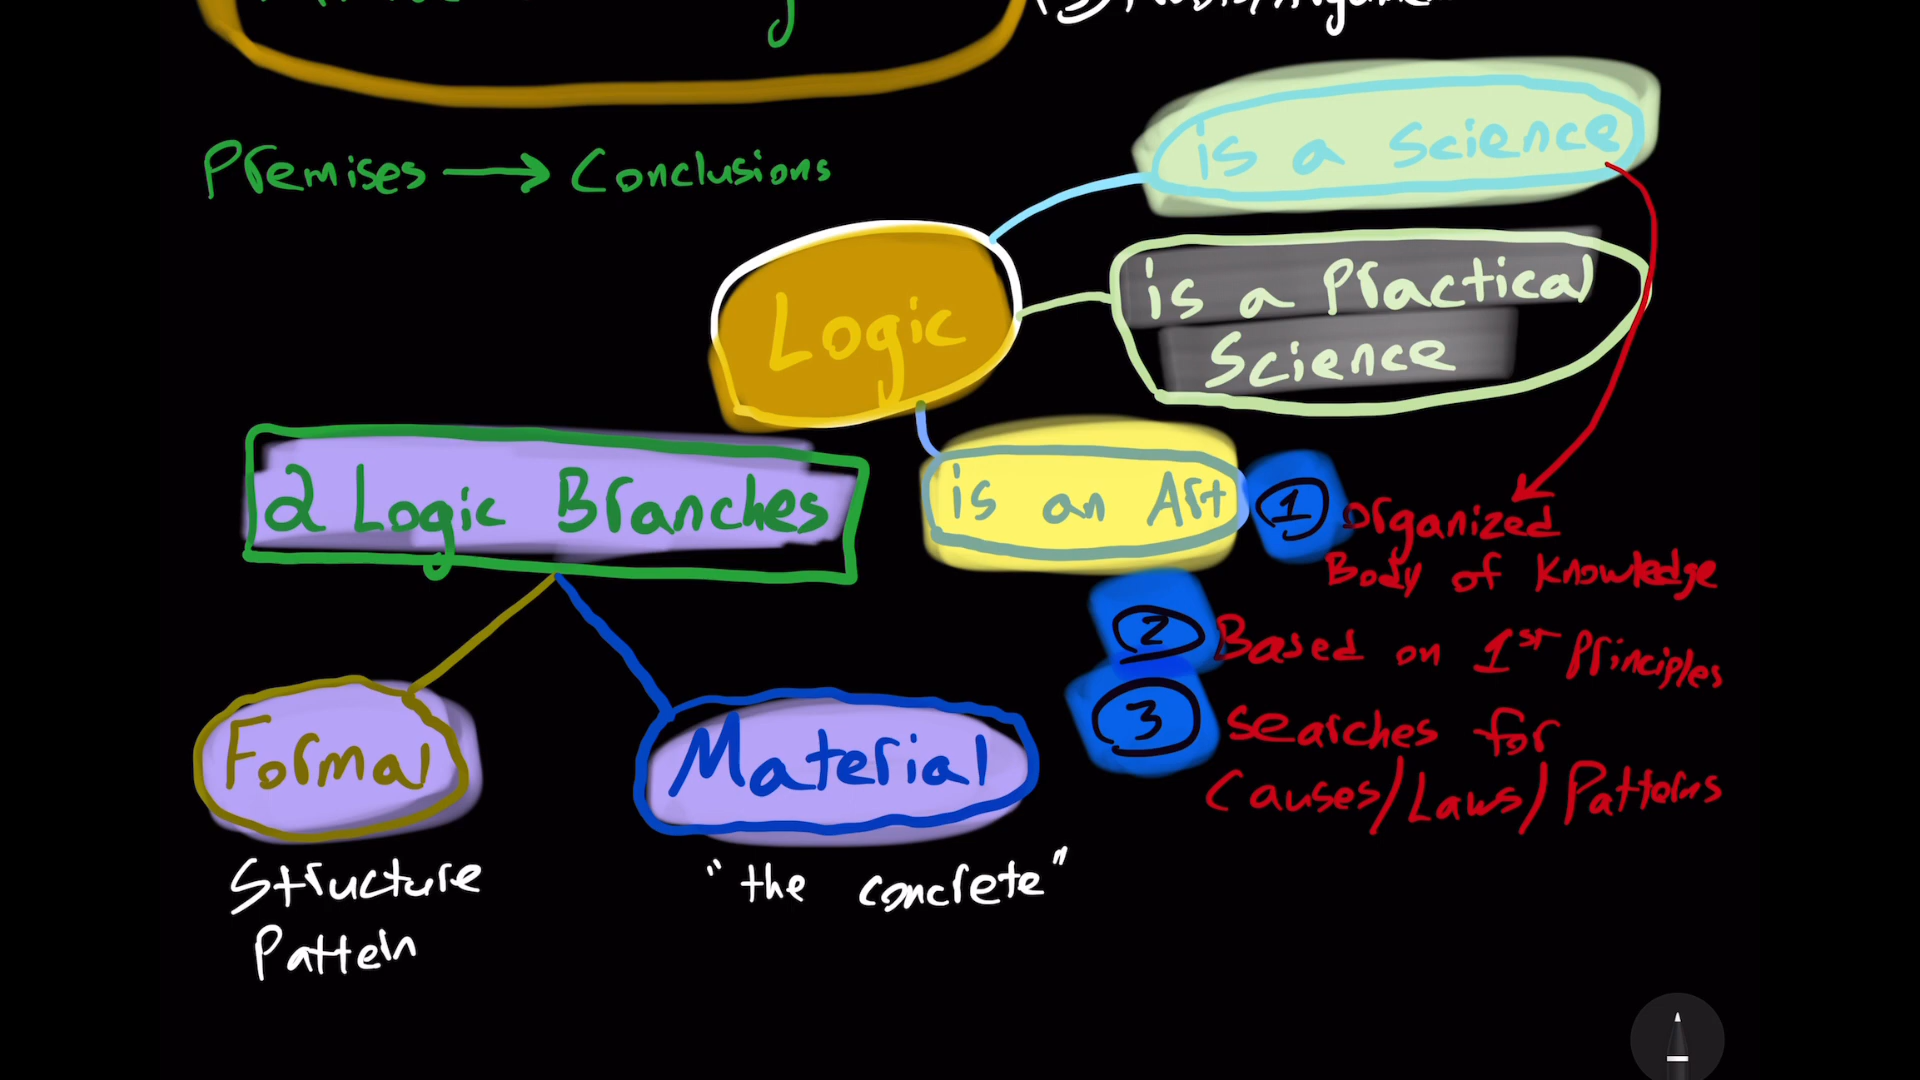 Premises → Conclusions
is a science
Logic
is a Practical
Science
2 Logic Branches
is an Art
1 organized
Body of Knowledge
2 Based on 1st Principles
3 searches for
Causes/Laws/Patterns
Formal
Material
Structure
Pattern
"the concrete"